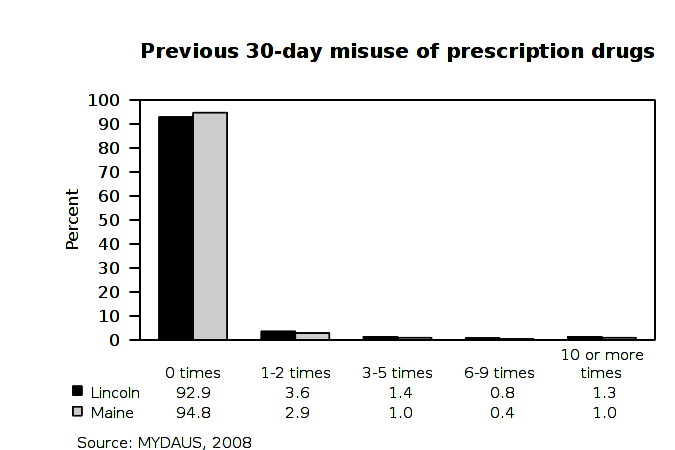 Previous 30-day misuse of prescription drugs
Percent
100
90
80
70
60
50
40
30
20
10
0
0 times 1-2 times 3-5 times 6-9 times 10 or more times
Lincoln 92.9 3.6 1.4 0.8 1.3
Maine 94.8 2.9 1.0 0.4 1.0
Source: MYDAUS, 2008